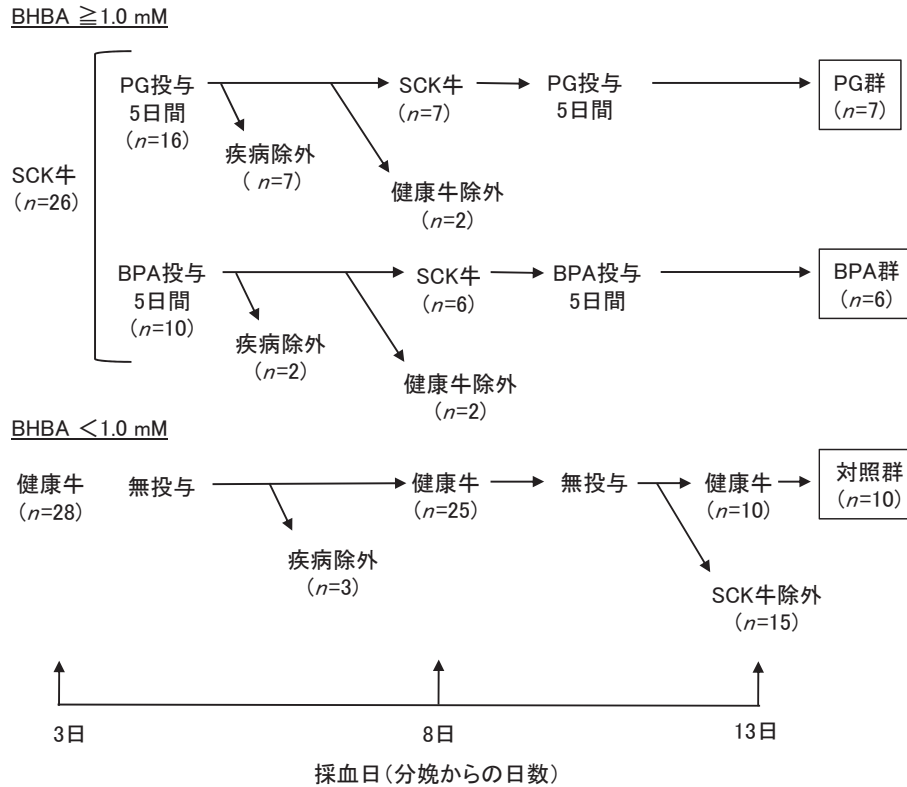 BHBA ≧1.0 mM
SCK牛
(n=26)
PG投与
5日間
(n=16)
疾病除外
( n=7)
健康牛除外
(n=2)
SCK牛
(n=7)
PG投与
5日間
PG群
(n=7)
BPA投与
5日間
(n=10)
疾病除外
(n=2)
健康牛除外
(n=2)
SCK牛
(n=6)
BPA投与
5日間
BPA群
(n=6)
BHBA <1.0 mM
健康牛
(n=28)
無投与
疾病除外
(n=3)
健康牛
(n=25)
無投与
SCK牛除外
(n=15)
健康牛
(n=10)
対照群
(n=10)
3日
8日
13日
採血日(分娩からの日数)